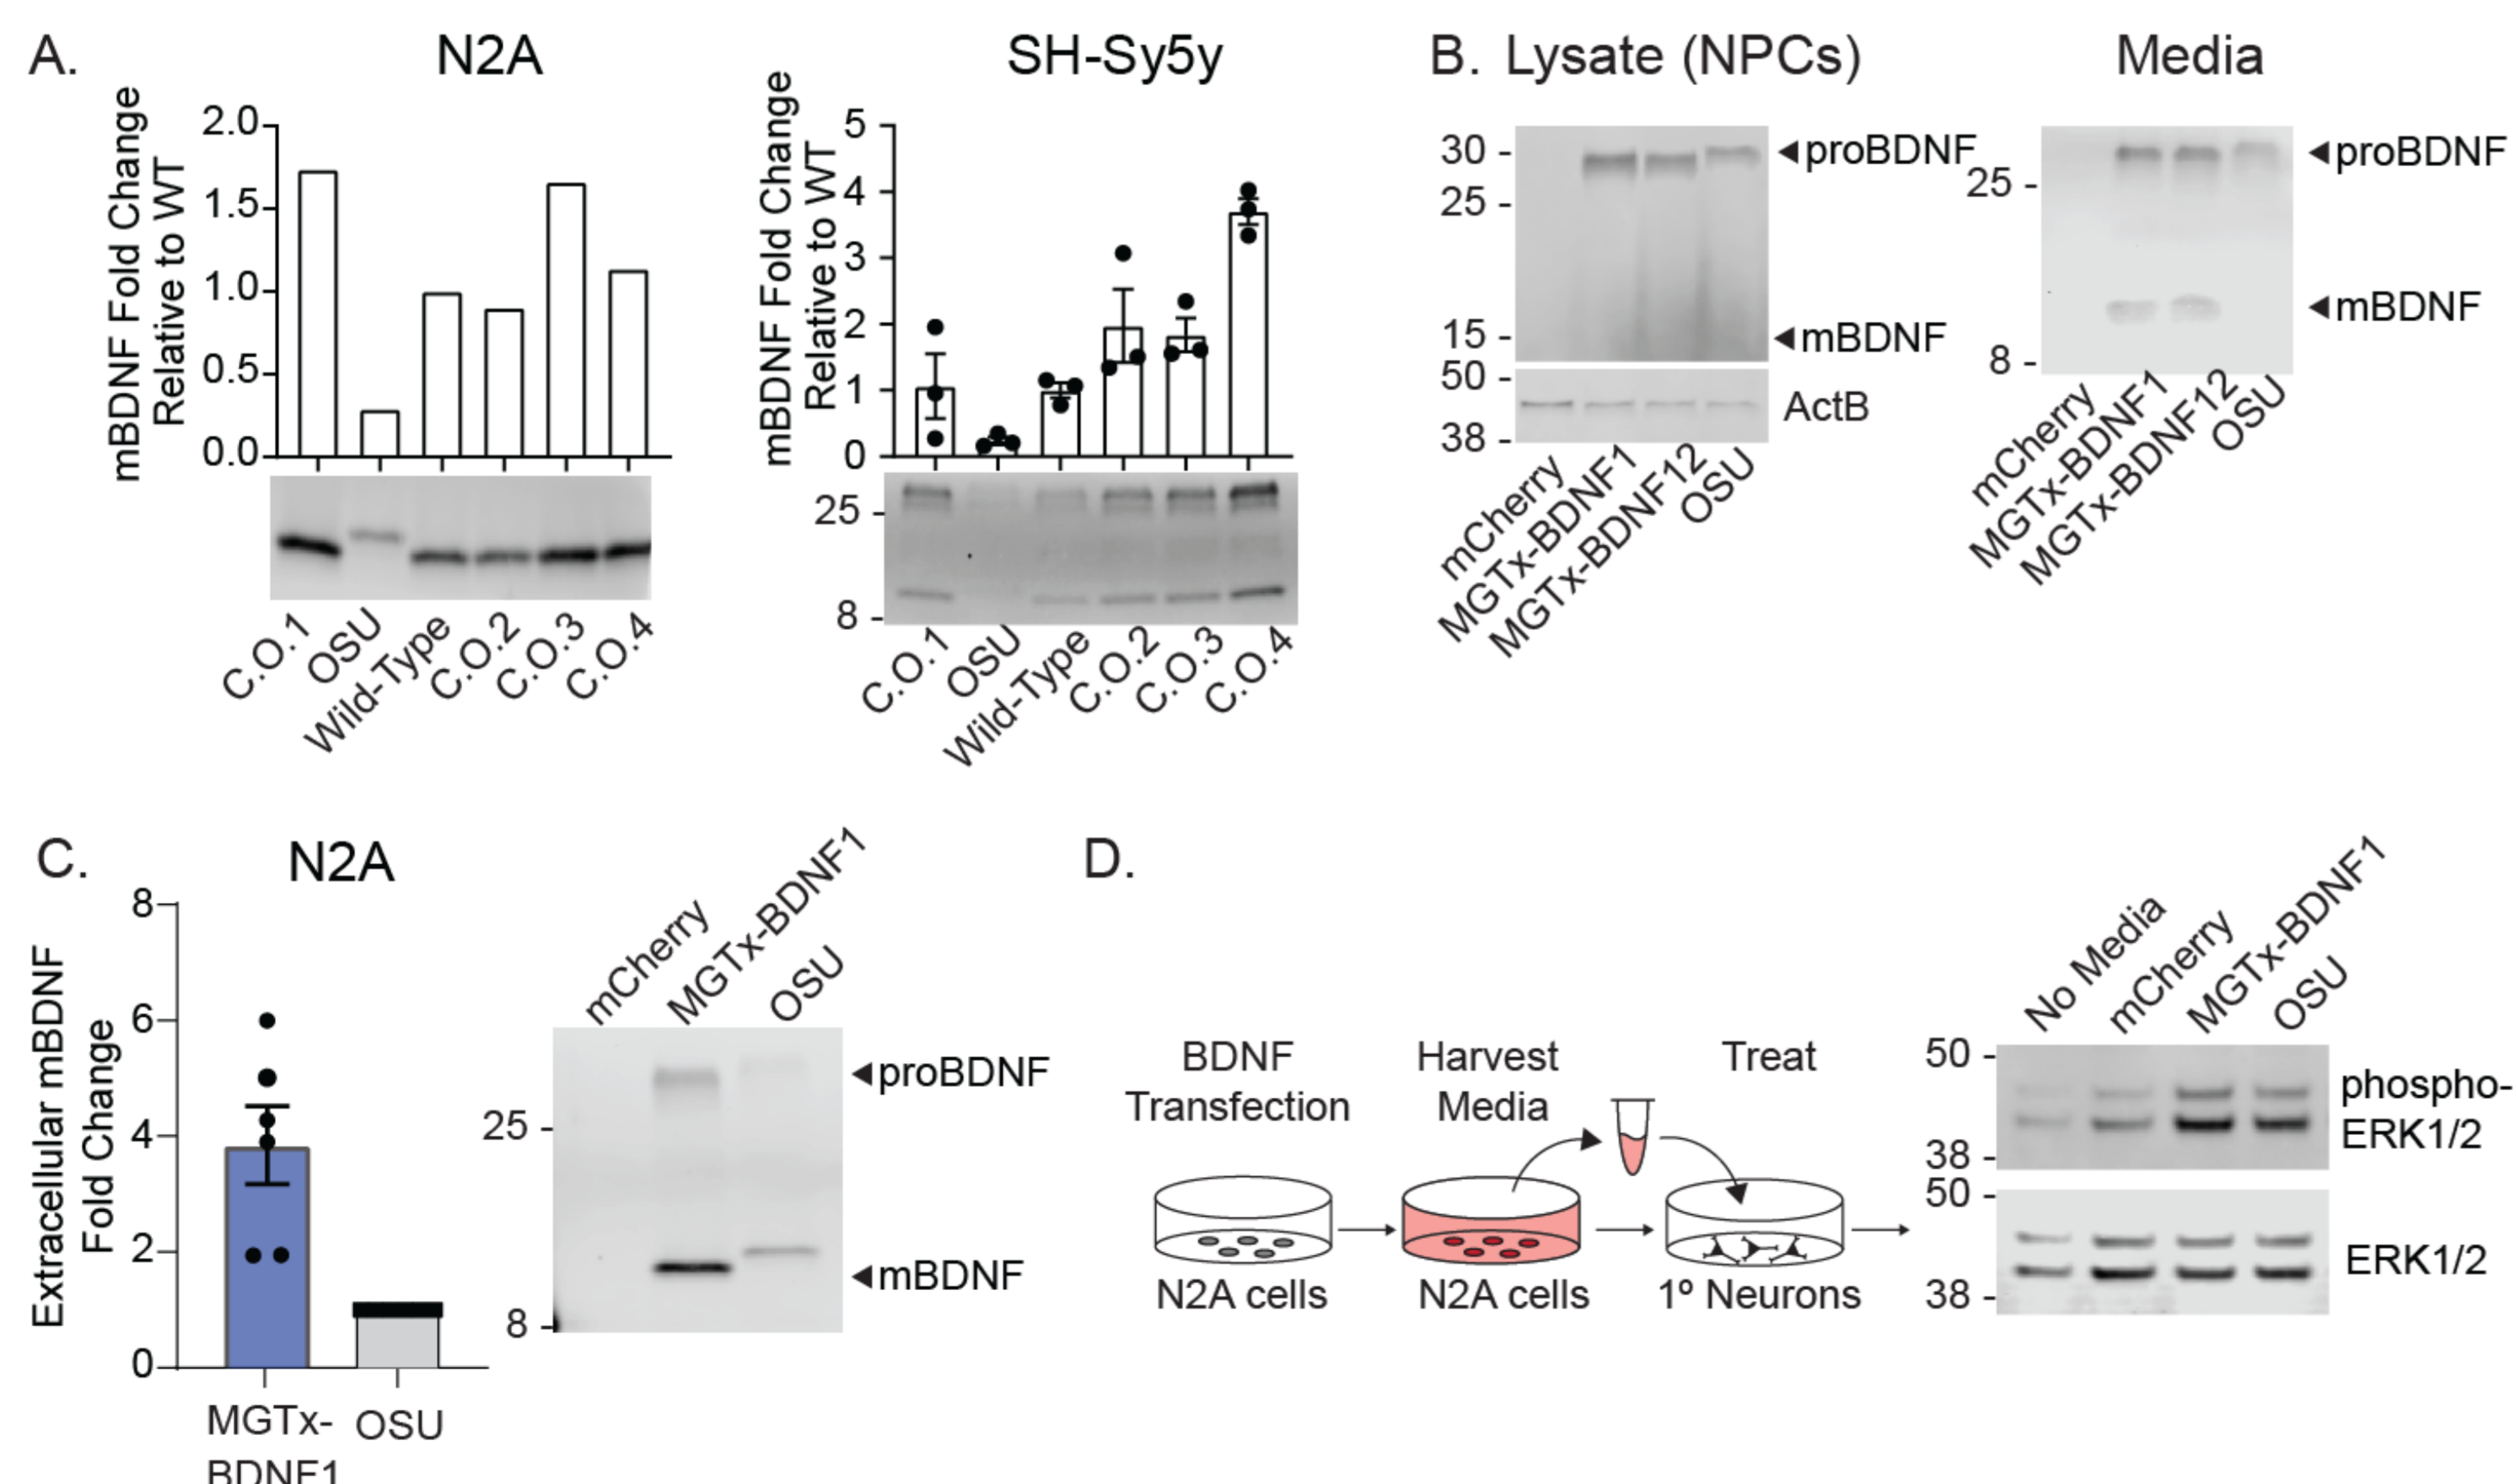 A.
N2A
mBDNF Fold Change
Relative to WT
2.0
1.5
1.0
0.5
0.0
C.O.1
OSU
Wild-Type
C.O.2
C.O.3
C.O.4
SH-Sy5y
mBDNF Fold Change
Relative to WT
5
4
3
2
1
0
25 -
8 -
C.O.1
OSU
Wild-Type
C.O.2
C.O.3
C.O.4
B. Lysate (NPCs)
30 -
25 -
15 -
50 -
38 -
proBDNF
mBDNF
ActB
mCherry
MGTx-BDNF1
MGTx-BDNF12
OSU
Media
25 -
8 -
proBDNF
mBDNF
mCherry
MGTx-BDNF1
MGTx-BDNF12
OSU
C.
N2A
Extracellular mBDNF
Fold Change
8
6
4
2
0
MGTx-
BDNF1
OSU
mCherry
MGTx-BDNF1
OSU
25 -
8 -
proBDNF
mBDNF
D.
BDNF
Transfection
N2A cells
Harvest
Media
N2A cells
Treat
1º Neurons
No Media
mCherry
MGTx-BDNF1
OSU
50 -
38 -
50 -
38 -
phospho-
ERK1/2
ERK1/2